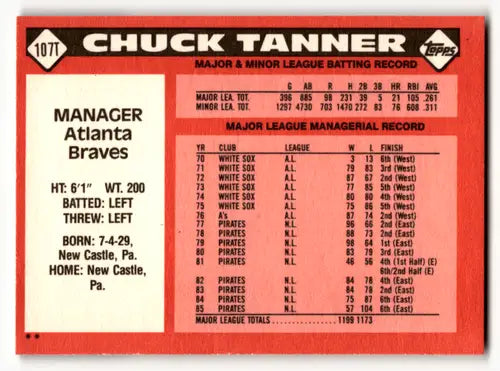 107T
CHUCK TANNER
Topps
MAJOR & MINOR LEAGUE BATTING RECORD
G AB R H 2B 3B HR RBI AVG
MAJOR LEA. TOT. 396 885 98 231 39 5 21 105 .261
MINOR LEA. TOT. 1297 4730 703 1470 272 83 76 608 .311
MAJOR LEAGUE MANAGERIAL RECORD
YR CLUB LEAGUE W L FINISH
70 WHITE SOX A.L. 3 13 6th (West)
71 WHITE SOX A.L. 79 83 3rd (West)
72 WHITE SOX A.L. 87 67 2nd (West)
73 WHITE SOX A.L. 77 85 5th (West)
74 WHITE SOX A.L. 80 80 4th (West)
75 WHITE SOX A.L. 75 86 5th (West)
76 A's A.L. 87 74 2nd (West)
77 PIRATES N.L. 96 66 2nd (East)
78 PIRATES N.L. 88 73 2nd (East)
79 PIRATES N.L. 98 64 1st (East)
80 PIRATES N.L. 83 79 3rd (East)
81 PIRATES N.L. 46 56 4th (1st Half) (E)
6th/2nd Half (E)
82 PIRATES N.L. 84 78 4th (East)
83 PIRATES N.L. 84 78 2nd (East)
84 PIRATES N.L. 75 87 6th (East)
85 PIRATES N.L. 57 104 6th (East)
MAJOR LEAGUE TOTALS 1199 1173
MANAGER
Atlanta
Braves
HT: 6'1" WT. 200
BATTED: LEFT
THREW: LEFT
BORN: 7-4-29,
New Castle, Pa.
HOME: New Castle,
Pa.